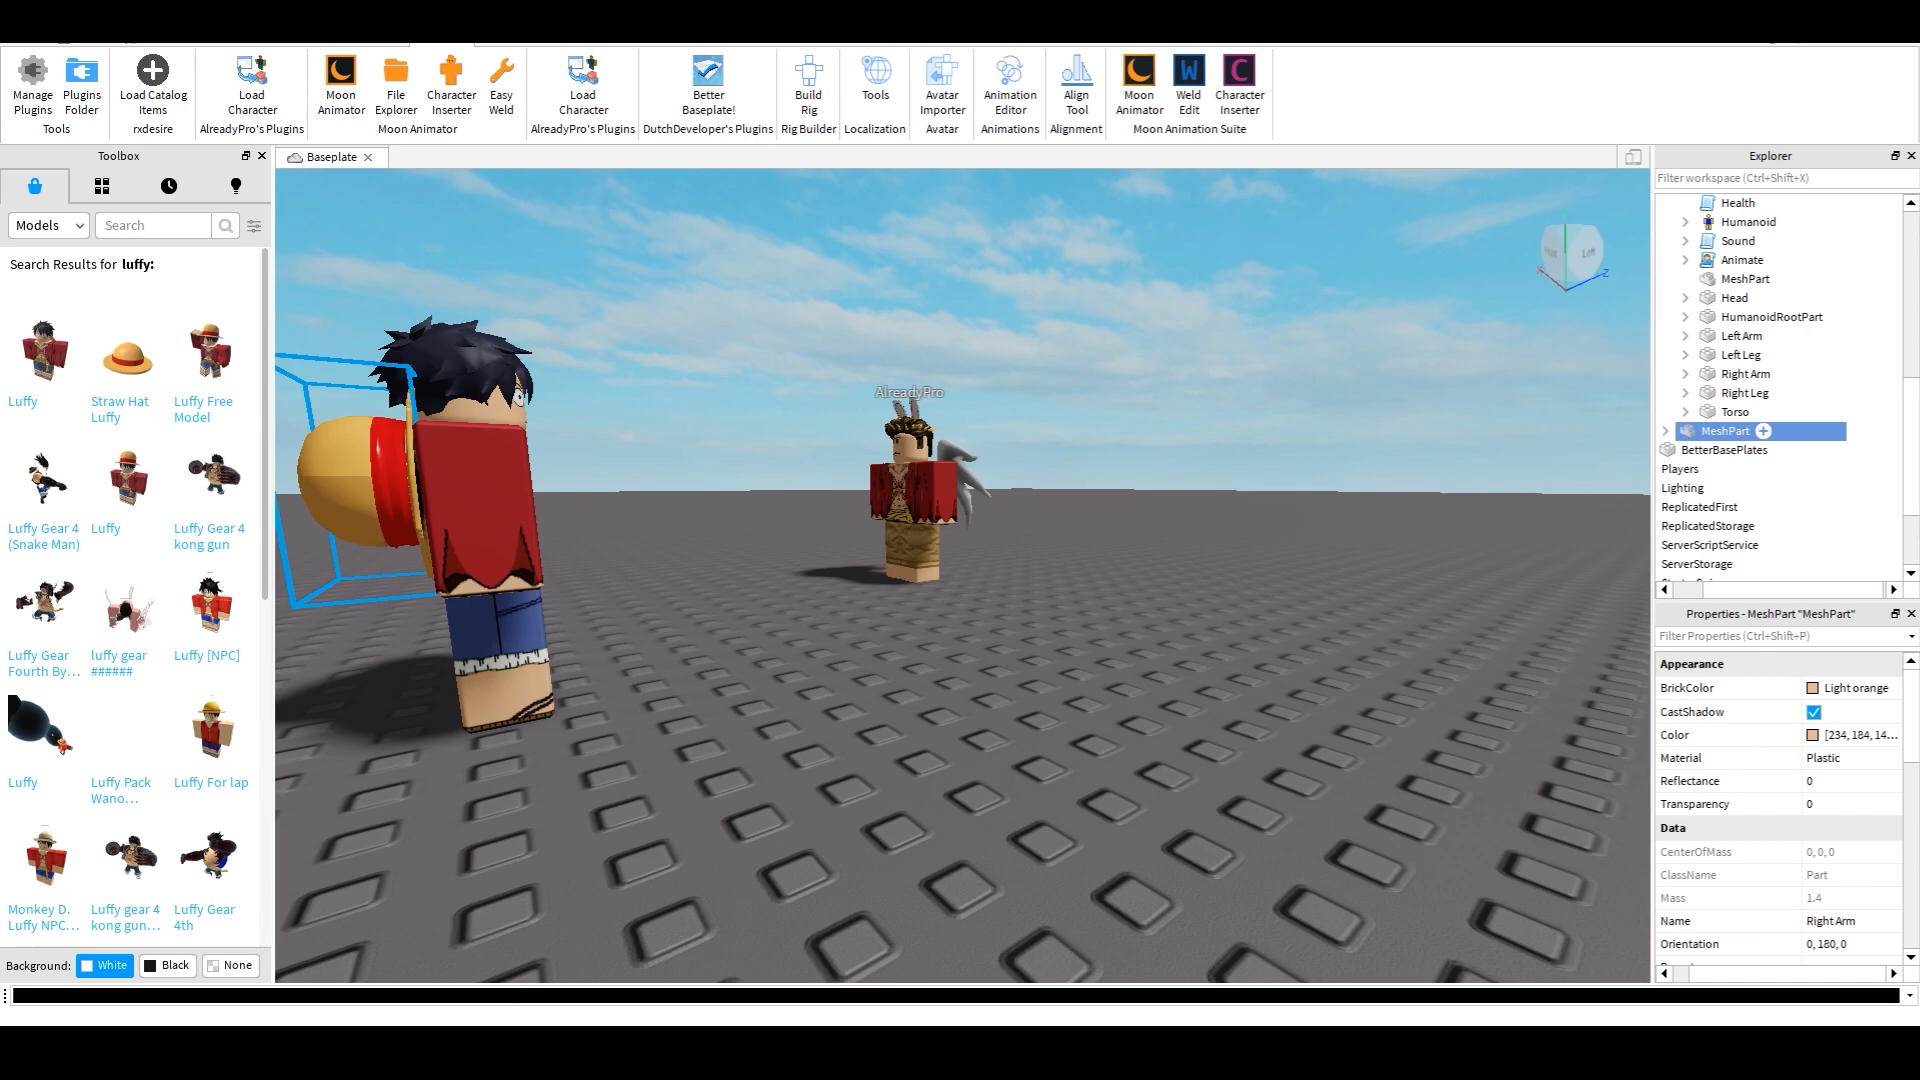 Manage Plugins
Plugins Folder
Tools
Load Catalog Items
rxdesire
Load Character
AlreadyPro's Plugins
Moon Animator
File Explorer
Character Inserter
Easy Weld
Moon Animator
Load Character
AlreadyPro's Plugins
Better Baseplate!
DutchDeveloper's Plugins
Build Rig
Rig Builder
Tools
Localization
Avatar Importer
Avatar
Animation Editor
Animations
Align Tool
Alignment
Moon Animator
Weld Edit
Character Inserter
Moon Animation Suite
Toolbox
Models
Search
Search Results for luffy:
Luffy
Straw Hat Luffy
Luffy Free Model
Luffy Gear 4 (Snake Man)
Luffy
Luffy Gear 4 kong gun
Luffy Gear Fourth By...
luffy gear ######
Luffy [NPC]
Luffy
Luffy Pack Wano...
Luffy For lap
Monkey D. Luffy NPC...
Luffy gear 4 kong gun...
Luffy Gear 4th
Background:
White
Black
None
Baseplate
AlreadyPro
Left
X
Z
Explorer
Filter workspace (Ctrl+Shift+X)
Health
Humanoid
Sound
Animate
MeshPart
Head
HumanoidRootPart
Left Arm
Left Leg
Right Arm
Right Leg
Torso
MeshPart
BetterBasePlates
Players
Lighting
ReplicatedFirst
ReplicatedStorage
ServerScriptService
ServerStorage
Properties - MeshPart "MeshPart"
Filter Properties (Ctrl+Shift+P)
Appearance
BrickColor Light orange
CastShadow
Color [234, 184, 14...
Material Plastic
Reflectance 0
Transparency 0
Data
CenterOfMass 0, 0, 0
ClassName Part
Mass 1.4
Name Right Arm
Orientation 0, 180, 0